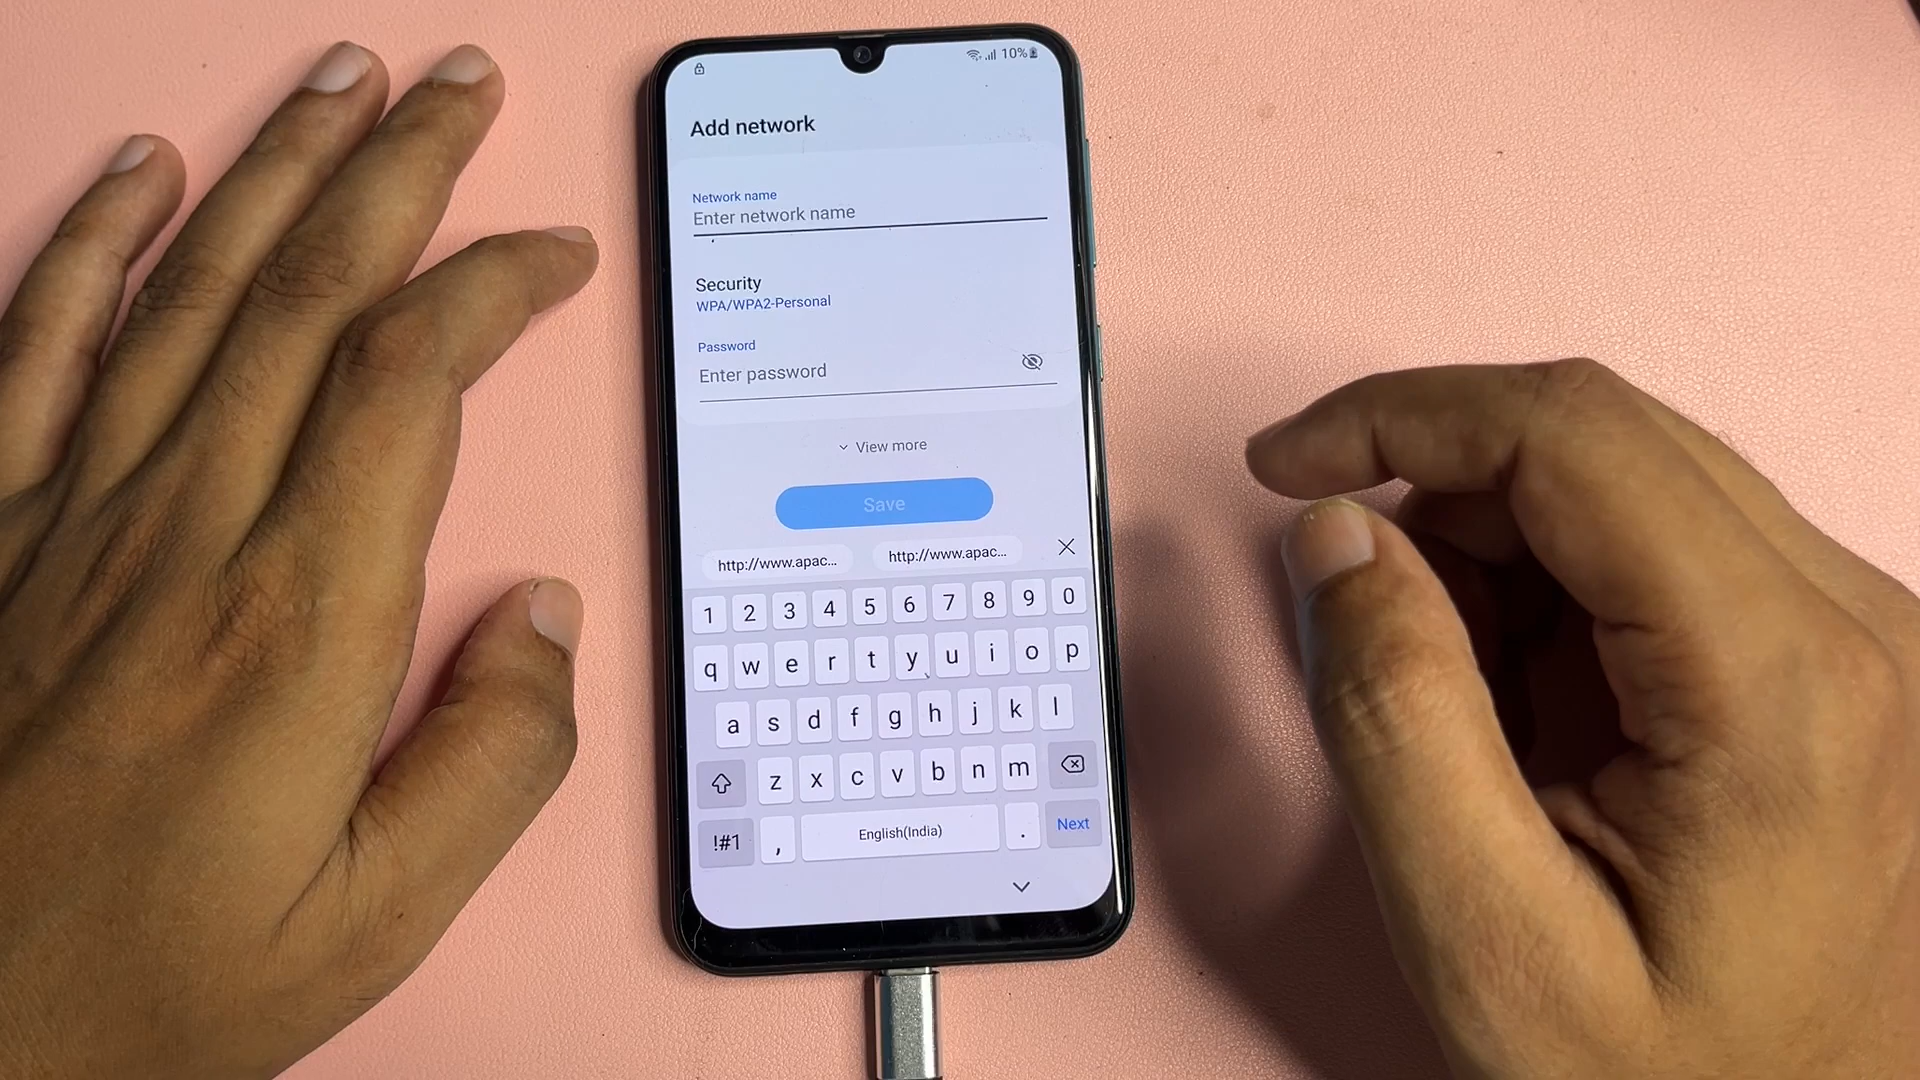 10%
Add network
Network name
Enter network name
Security
WPA/WPA2-Personal
Password
Enter password
View more
Save
http://www.apac... http://www.apac...
1 2 3 4 5 6 7 8 9 0
q w e r t y u i o p
a s d f g h j k l
z x c v b n m
!#1 , English(India) . Next